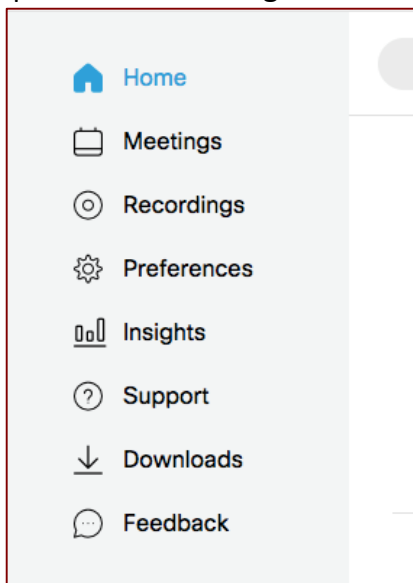 Home
Meetings
Recordings
Preferences
Insights
Support
Downloads
Feedback